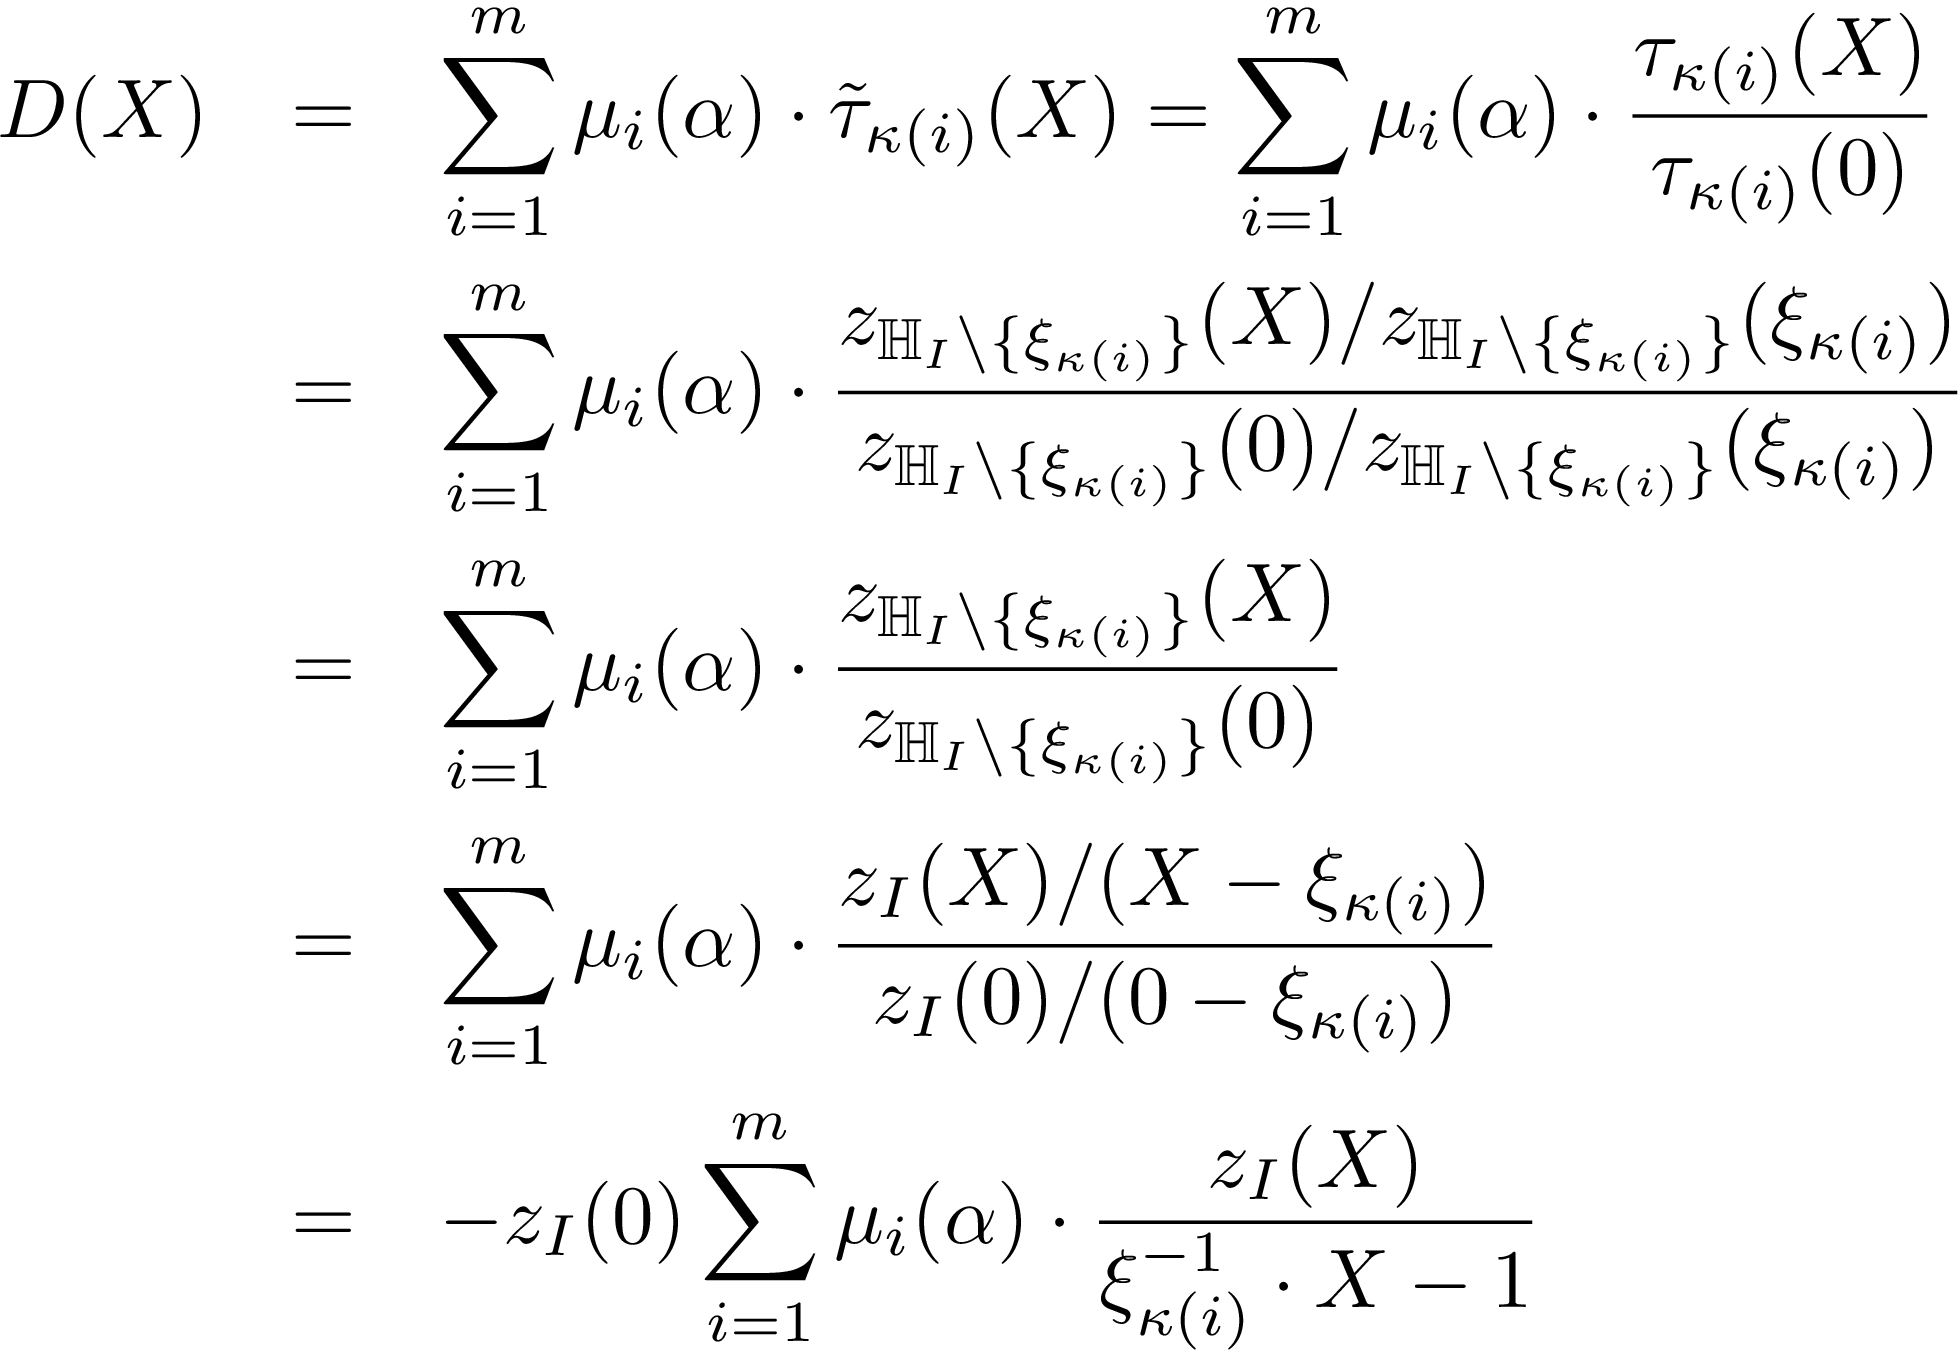 D(X) = \sum_{i=1}^{m} \mu_i(\alpha) \cdot \tilde{\tau}_{\kappa(i)}(X) = \sum_{i=1}^{m} \mu_i(\alpha) \cdot \frac{\tau_{\kappa(i)}(X)}{\tau_{\kappa(i)}(0)}
= \sum_{i=1}^{m} \mu_i(\alpha) \cdot \frac{z_{\mathbb{H}_I \setminus \{\xi_{\kappa(i)}\}}(X) / z_{\mathbb{H}_I \setminus \{\xi_{\kappa(i)}\}}(\xi_{\kappa(i)})}{z_{\mathbb{H}_I \setminus \{\xi_{\kappa(i)}\}}(0) / z_{\mathbb{H}_I \setminus \{\xi_{\kappa(i)}\}}(\xi_{\kappa(i)})}
= \sum_{i=1}^{m} \mu_i(\alpha) \cdot \frac{z_{\mathbb{H}_I \setminus \{\xi_{\kappa(i)}\}}(X)}{z_{\mathbb{H}_I \setminus \{\xi_{\kappa(i)}\}}(0)}
= \sum_{i=1}^{m} \mu_i(\alpha) \cdot \frac{z_I(X) / (X - \xi_{\kappa(i)})}{z_I(0) / (0 - \xi_{\kappa(i)})}
= -z_I(0) \sum_{i=1}^{m} \mu_i(\alpha) \cdot \frac{z_I(X)}{\xi_{\kappa(i)}^{-1} \cdot X - 1}